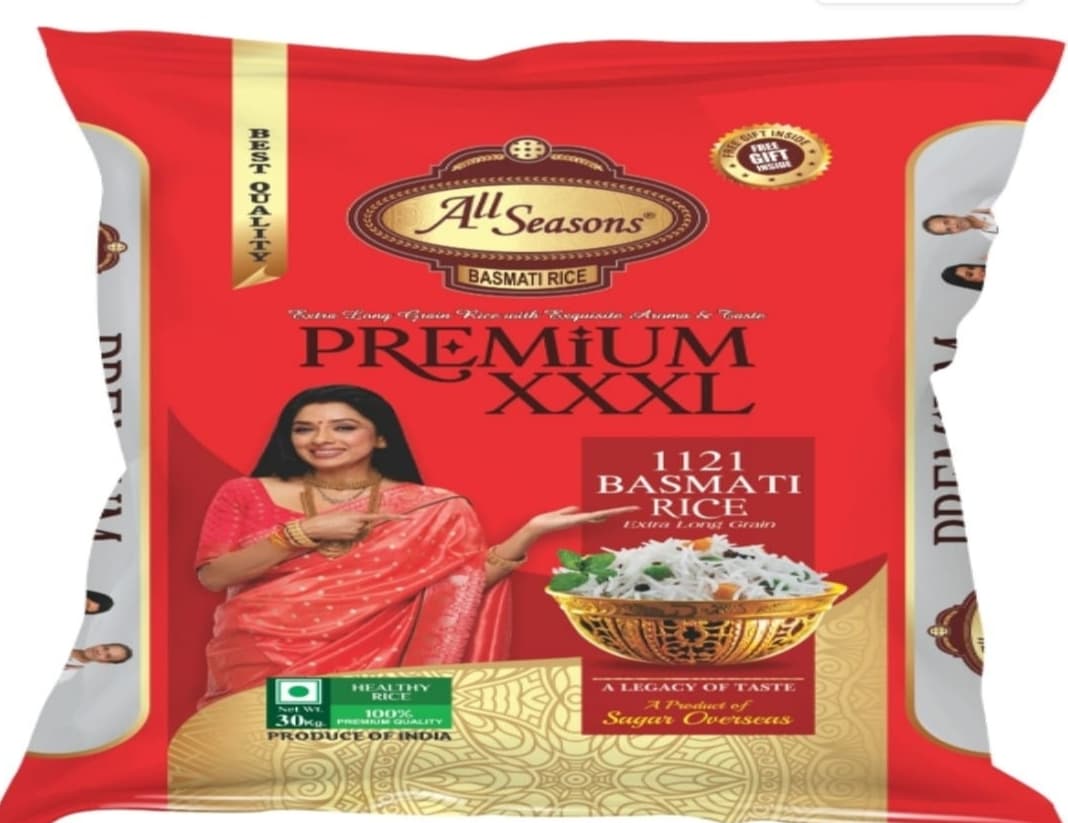 BEST QUALITY
FREE GIFT INSIDE
FREE
GIFT
INSIDE
All Seasons®
BASMATI RICE
Extra Long Grain Rice with Exquisite Aroma & Taste
PREMiUM
XXXL
1121
BASMATI
RICE
Extra Long Grain
HEALTHY
RICE
Net Wt.
30Kg.
100%
PREMIUM QUALITY
PRODUCE OF INDIA
A LEGACY OF TASTE
A Product of
Sagar Overseas